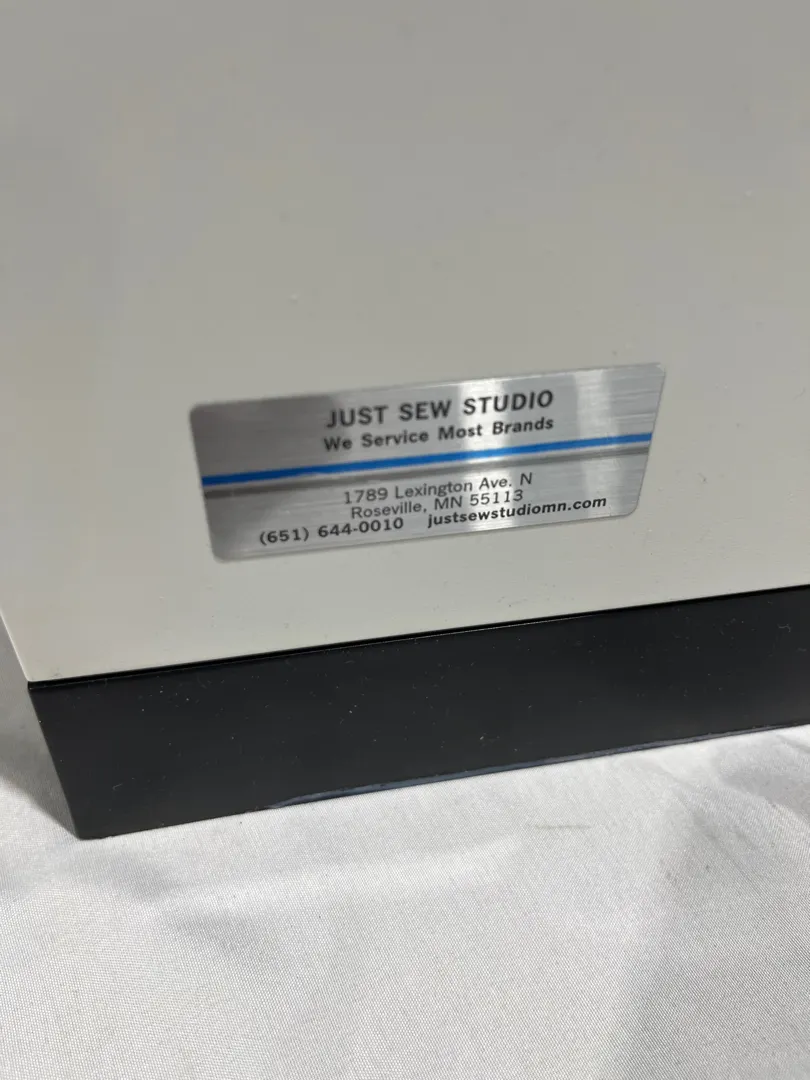 JUST SEW STUDIO
We Service Most Brands
1789 Lexington Ave. N
Roseville, MN 55113
(651) 644-0010 justsewstudiomn.com